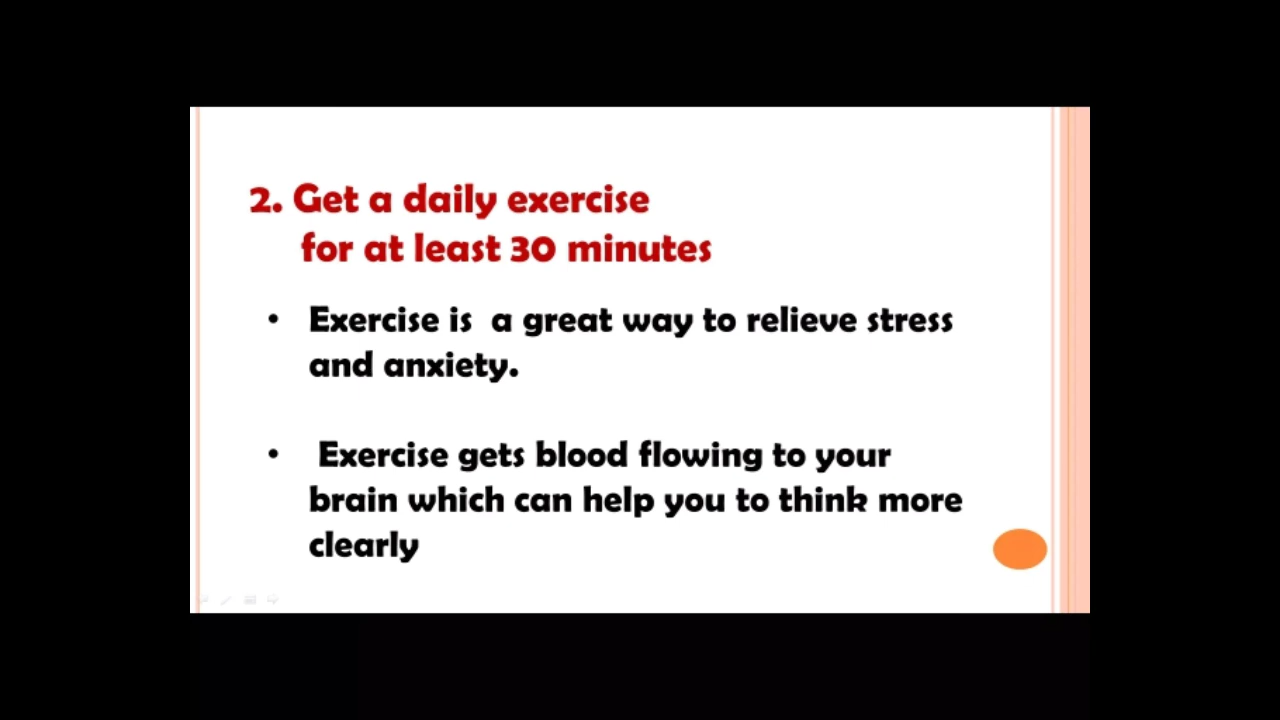 2. Get a daily exercise
for at least 30 minutes
• Exercise is a great way to relieve stress
and anxiety.
• Exercise gets blood flowing to your
brain which can help you to think more
clearly